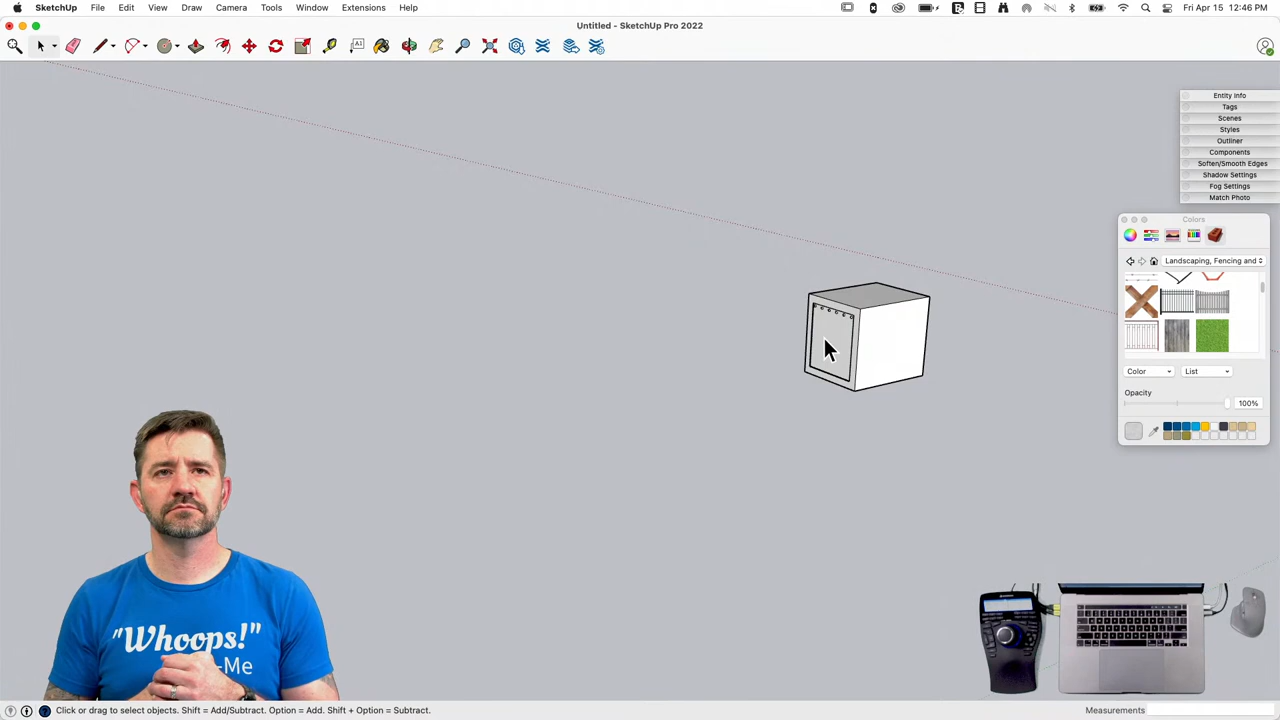 SketchUp File Edit View Draw Camera Tools Window Extensions Help Fri Apr 15 12:46 PM
Untitled - SketchUp Pro 2022
Entity Info
Tags
Scenes
Styles
Outliner
Components
Soften/Smooth Edges
Shadow Settings
Fog Settings
Match Photo
Colors
Landscaping, Fencing and
Color List
Opacity
100%
"Whoops!"
-Me
Click or drag to select objects. Shift = Add/Subtract. Option = Add. Shift + Option = Subtract. Measurements